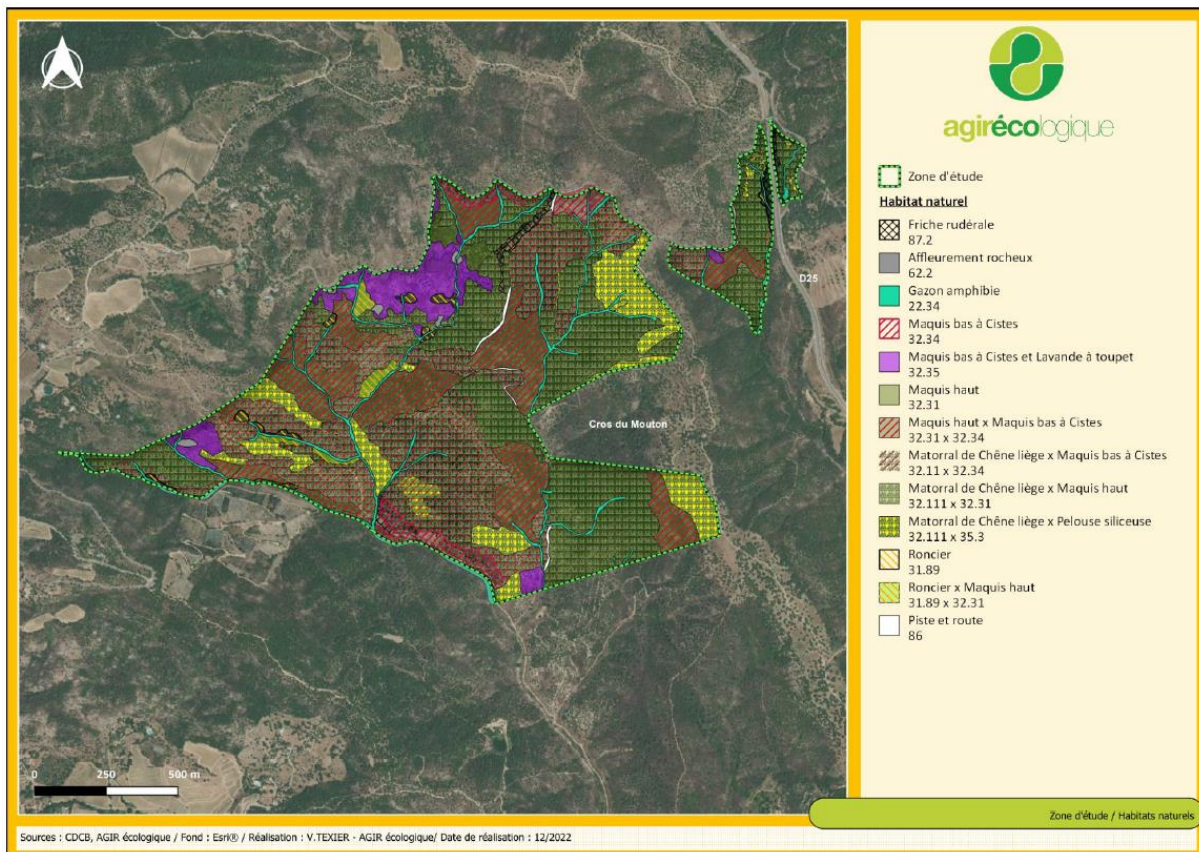 D25
Cros du Mouton
0 250 500 m
agirécologique
Zone d'étude
Habitat naturel
Friche rudérale
87.2
Affleurement rocheux
62.2
Gazon amphibie
22.34
Maquis bas à Cistes
32.34
Maquis bas à Cistes et Lavande à toupet
32.35
Maquis haut
32.31
Maquis haut x Maquis bas à Cistes
32.31 x 32.34
Matorral de Chêne liège x Maquis bas à Cistes
32.11 x 32.34
Matorral de Chêne liège x Maquis haut
32.111 x 32.31
Matorral de Chêne liège x Pelouse siliceuse
32.111 x 35.3
Roncier
31.89
Roncier x Maquis haut
31.89 x 32.31
Piste et route
86
Zone d'étude / Habitats naturels
Sources : CDCB, AGIR écologique / Fond : Esri® / Réalisation : V.TEXIER - AGIR écologique/ Date de réalisation : 12/2022